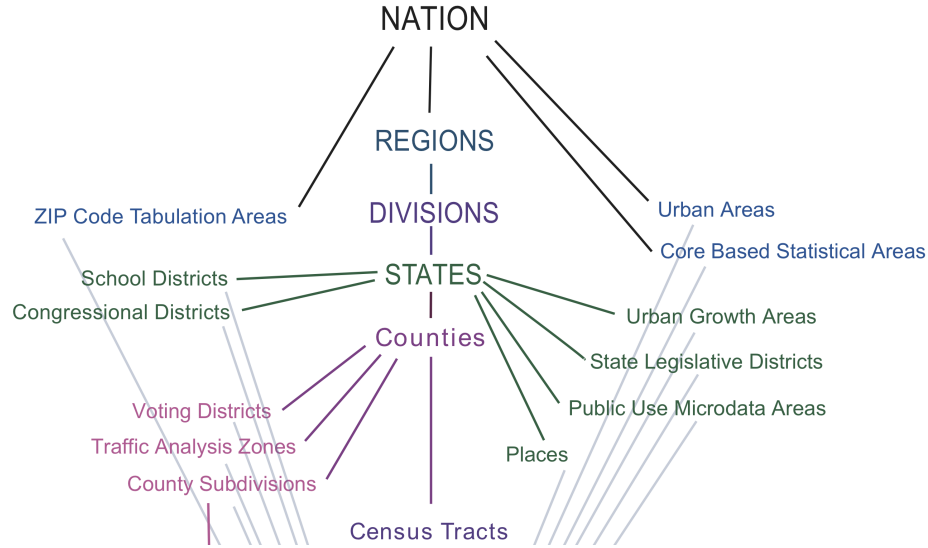 NATION
REGIONS
ZIP Code Tabulation Areas
DIVISIONS
Urban Areas
Core Based Statistical Areas
School Districts
STATES
Congressional Districts
Urban Growth Areas
Counties
State Legislative Districts
Voting Districts
Public Use Microdata Areas
Traffic Analysis Zones
Places
County Subdivisions
Census Tracts